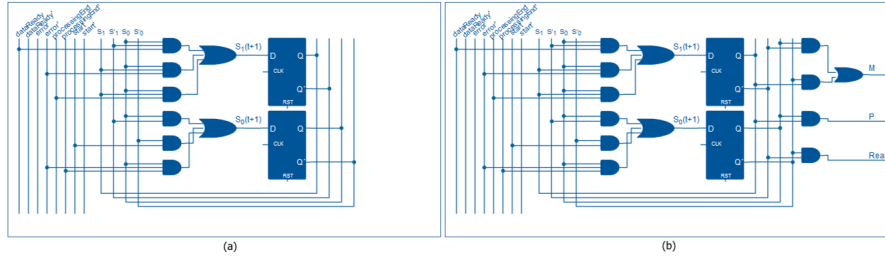 dataReady
dataReady'
error
error'
processingEnd
processingEnd'
start
start'
S1 S'1 S0 S'0
S1(t+1)
D Q
CLK
Q'
RST
S0(t+1)
D Q
CLK
Q'
RST
(a)
dataReady
dataReady'
error
error'
processingEnd
processingEnd'
start
start'
S1 S'1 S0 S'0
S1(t+1)
D Q
CLK
Q'
RST
S0(t+1)
D Q
CLK
Q'
RST
M
P
Rea
(b)